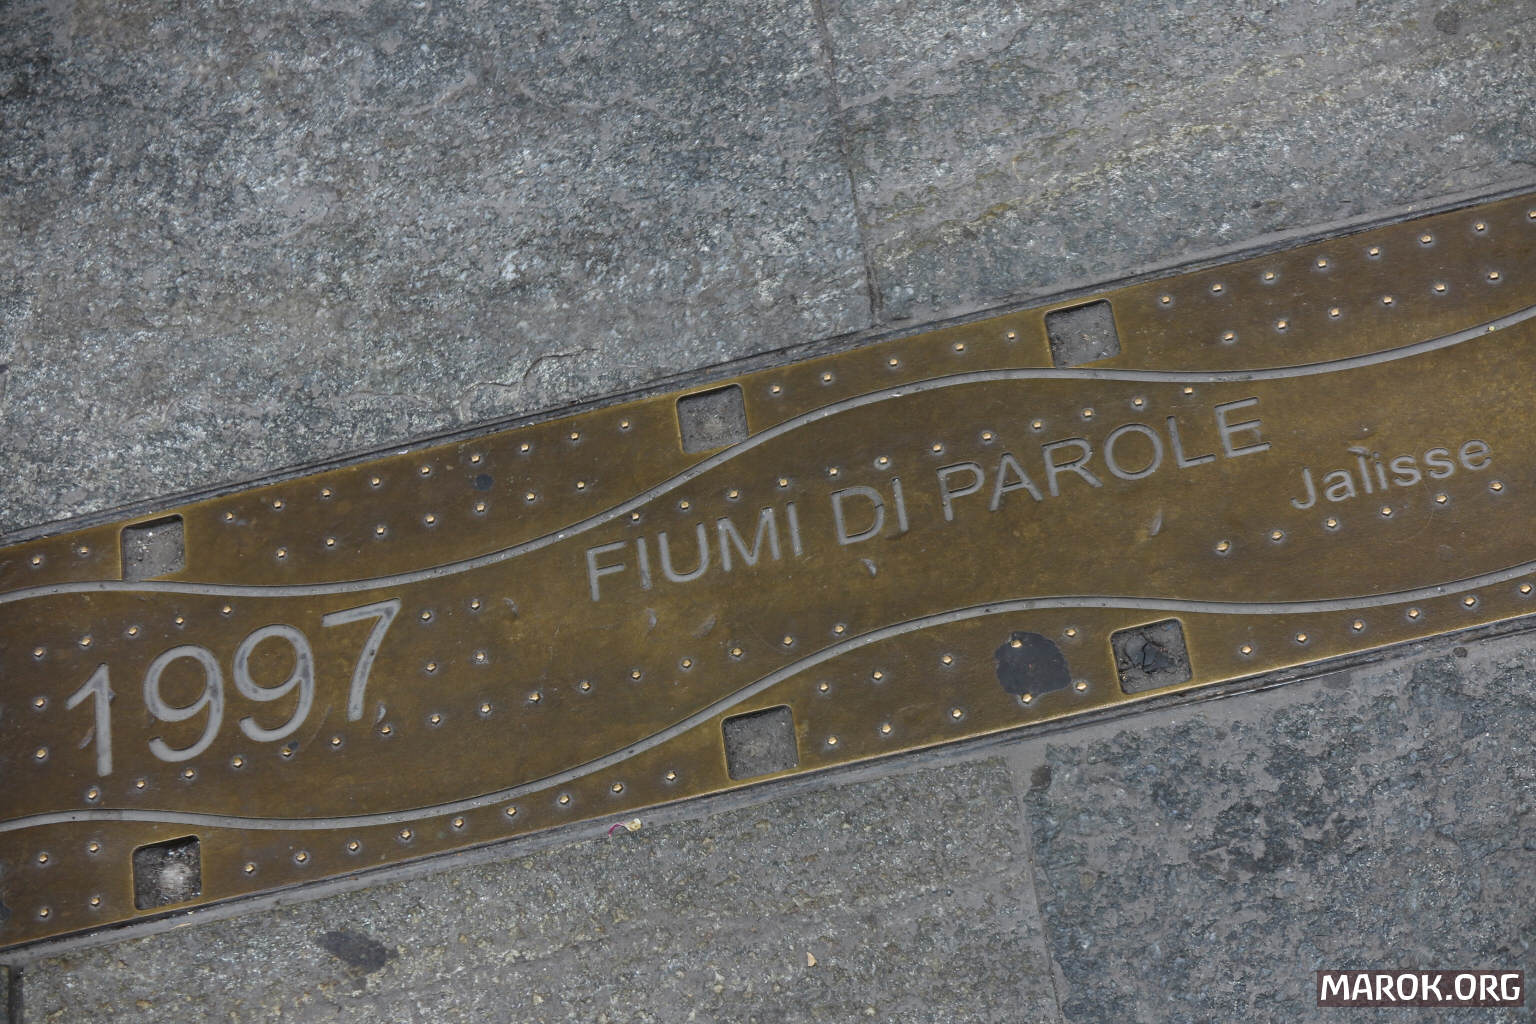 1997
FIUMI DI PAROLE
Jalisse
MAROK.ORG